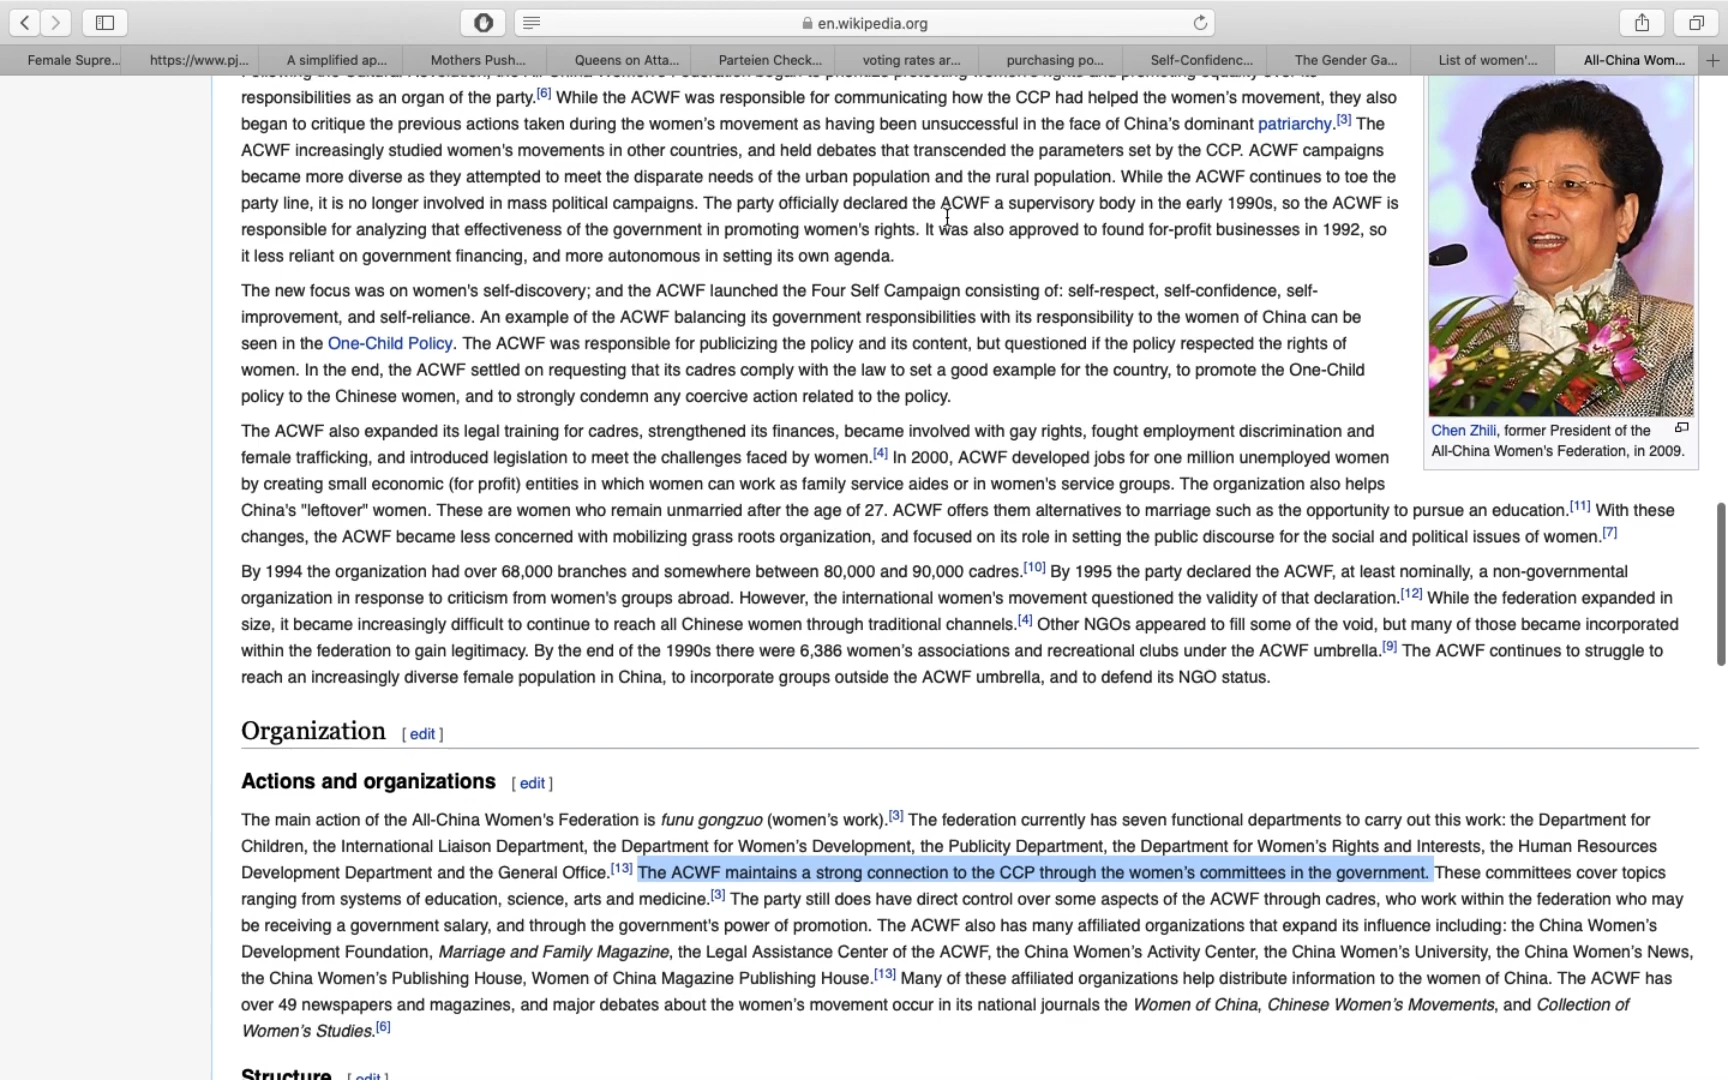 en.wikipedia.org
Female Supre...
https://www.pj...
A simplified ap...
Mothers Push...
Queens on Atta...
Parteien Check...
voting rates ar...
purchasing po...
Self-Confidenc...
The Gender Ga...
List of women'...
All-China Wom...
Following the Cultural Revolution, the All-China Women's Federation began to prioritize protecting women's rights and promoting equality over its
responsibilities as an organ of the party.[6] While the ACWF was responsible for communicating how the CCP had helped the women's movement, they also
began to critique the previous actions taken during the women's movement as having been unsuccessful in the face of China's dominant patriarchy.[3] The
ACWF increasingly studied women's movements in other countries, and held debates that transcended the parameters set by the CCP. ACWF campaigns
became more diverse as they attempted to meet the disparate needs of the urban population and the rural population. While the ACWF continues to toe the
party line, it is no longer involved in mass political campaigns. The party officially declared the ACWF a supervisory body in the early 1990s, so the ACWF is
responsible for analyzing that effectiveness of the government in promoting women's rights. It was also approved to found for-profit businesses in 1992, so
it less reliant on government financing, and more autonomous in setting its own agenda.
The new focus was on women's self-discovery; and the ACWF launched the Four Self Campaign consisting of: self-respect, self-confidence, self-
improvement, and self-reliance. An example of the ACWF balancing its government responsibilities with its responsibility to the women of China can be
seen in the One-Child Policy. The ACWF was responsible for publicizing the policy and its content, but questioned if the policy respected the rights of
women. In the end, the ACWF settled on requesting that its cadres comply with the law to set a good example for the country, to promote the One-Child
policy to the Chinese women, and to strongly condemn any coercive action related to the policy.
Chen Zhili, former President of the
All-China Women's Federation, in 2009.
The ACWF also expanded its legal training for cadres, strengthened its finances, became involved with gay rights, fought employment discrimination and
female trafficking, and introduced legislation to meet the challenges faced by women.[4] In 2000, ACWF developed jobs for one million unemployed women
by creating small economic (for profit) entities in which women can work as family service aides or in women's service groups. The organization also helps
China's "leftover" women. These are women who remain unmarried after the age of 27. ACWF offers them alternatives to marriage such as the opportunity to pursue an education.[11] With these
changes, the ACWF became less concerned with mobilizing grass roots organization, and focused on its role in setting the public discourse for the social and political issues of women.[7]
By 1994 the organization had over 68,000 branches and somewhere between 80,000 and 90,000 cadres.[10] By 1995 the party declared the ACWF, at least nominally, a non-governmental
organization in response to criticism from women's groups abroad. However, the international women's movement questioned the validity of that declaration.[12] While the federation expanded in
size, it became increasingly difficult to continue to reach all Chinese women through traditional channels.[4] Other NGOs appeared to fill some of the void, but many of those became incorporated
within the federation to gain legitimacy. By the end of the 1990s there were 6,386 women's associations and recreational clubs under the ACWF umbrella.[9] The ACWF continues to struggle to
reach an increasingly diverse female population in China, to incorporate groups outside the ACWF umbrella, and to defend its NGO status.
Organization [ edit ]
Actions and organizations [ edit ]
The main action of the All-China Women's Federation is funu gongzuo (women's work).[3] The federation currently has seven functional departments to carry out this work: the Department for
Children, the International Liaison Department, the Department for Women's Development, the Publicity Department, the Department for Women's Rights and Interests, the Human Resources
Development Department and the General Office.[13] The ACWF maintains a strong connection to the CCP through the women's committees in the government. These committees cover topics
ranging from systems of education, science, arts and medicine.[3] The party still does have direct control over some aspects of the ACWF through cadres, who work within the federation who may
be receiving a government salary, and through the government's power of promotion. The ACWF also has many affiliated organizations that expand its influence including: the China Women's
Development Foundation, Marriage and Family Magazine, the Legal Assistance Center of the ACWF, the China Women's Activity Center, the China Women's University, the China Women's News,
the China Women's Publishing House, Women of China Magazine Publishing House.[13] Many of these affiliated organizations help distribute information to the women of China. The ACWF has
over 49 newspapers and magazines, and major debates about the women's movement occur in its national journals the Women of China, Chinese Women's Movements, and Collection of
Women's Studies.[6]
Structure [ edit ]